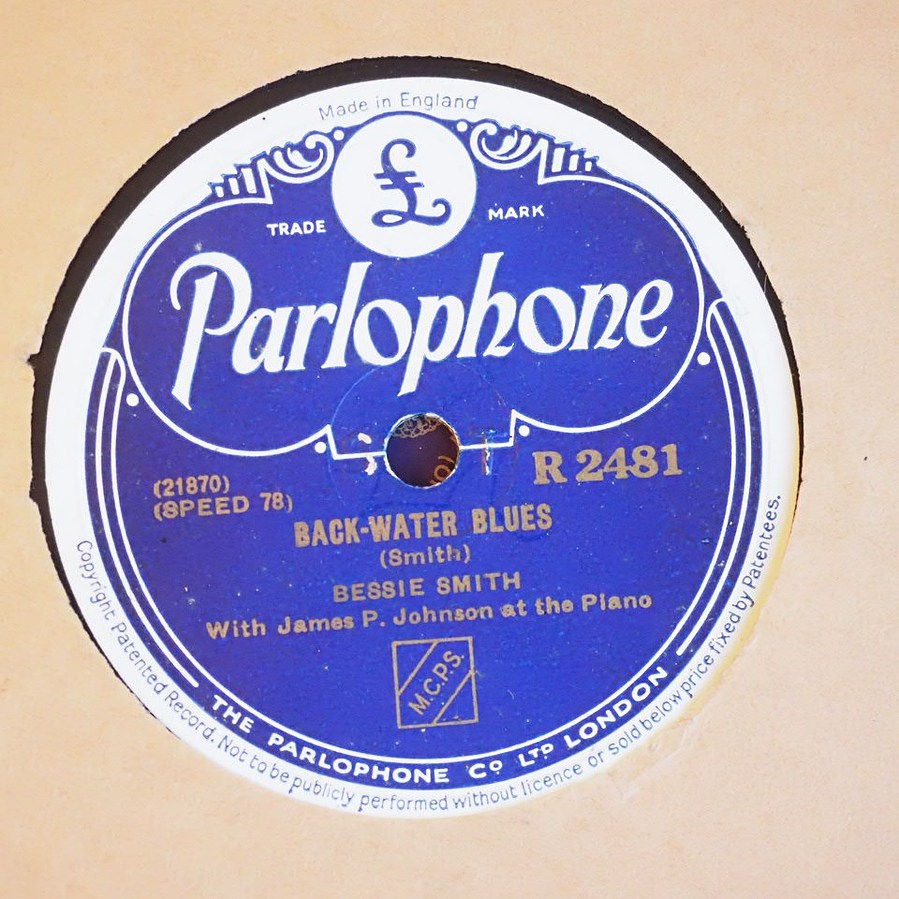 Made in England
£
TRADE MARK
Parlophone
R 2481
(21870)
(SPEED 78)
BACK-WATER BLUES
(Smith)
BESSIE SMITH
With James P. Johnson at the Piano
M.C.P.S.
THE PARLOPHONE CO LTD LONDON
Copyright Patented Record. Not to be publicly performed without licence or sold below price fixed by Patentees.